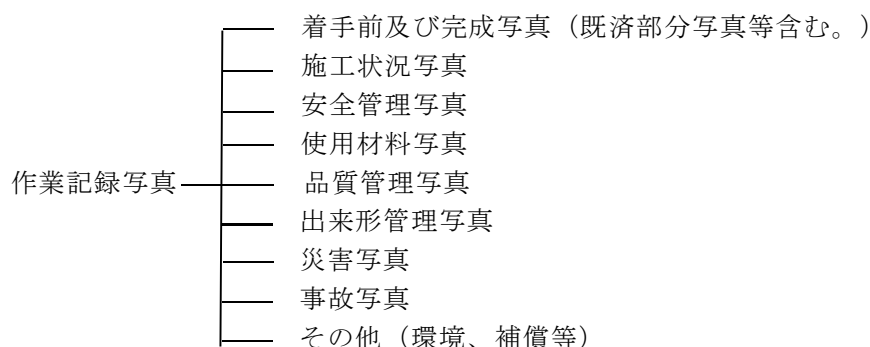 着手前及び完成写真（既済部分写真等含む。）
施工状況写真
安全管理写真
使用材料写真
作業記録写真 品質管理写真
出来形管理写真
災害写真
事故写真
その他（環境、補償等）